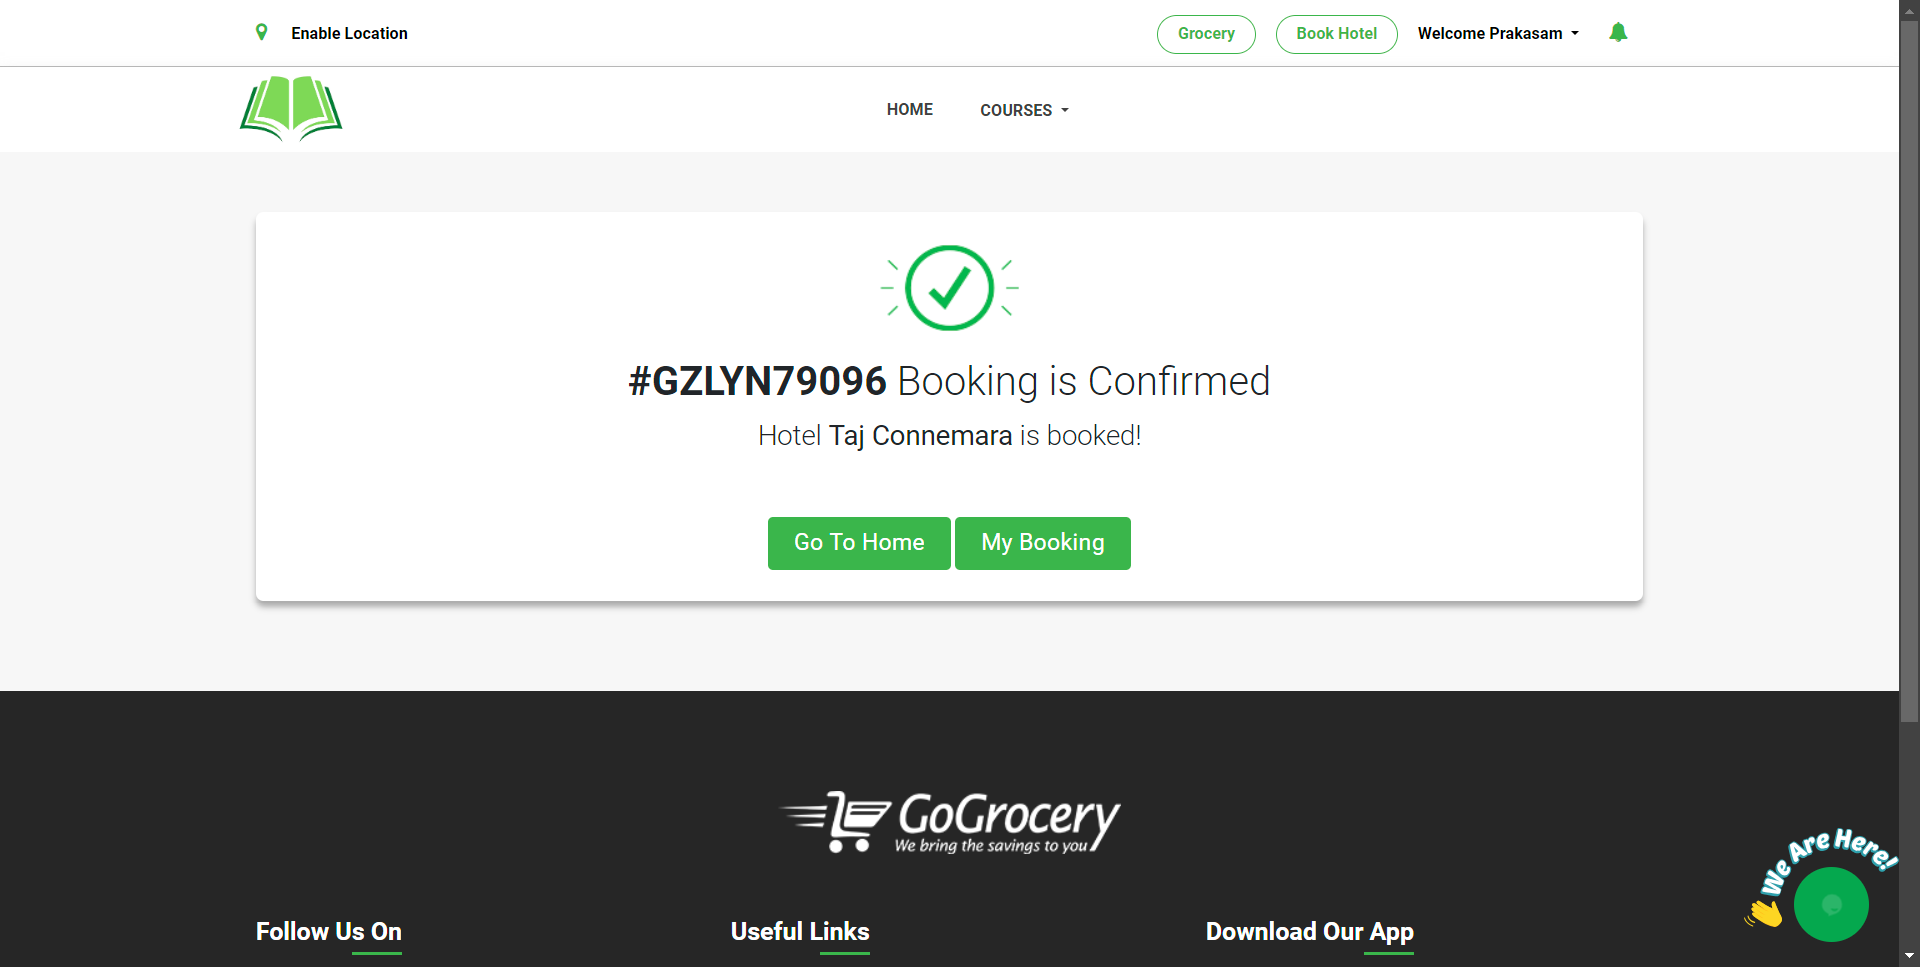 Enable Location
Grocery
Book Hotel
Welcome Prakasam
HOME
COURSES
#GZLYN79096 Booking is Confirmed
Hotel Taj Connemara is booked!
Go To Home
My Booking
GoGrocery
We bring the savings to you
We Are Here!
Follow Us On
Useful Links
Download Our App